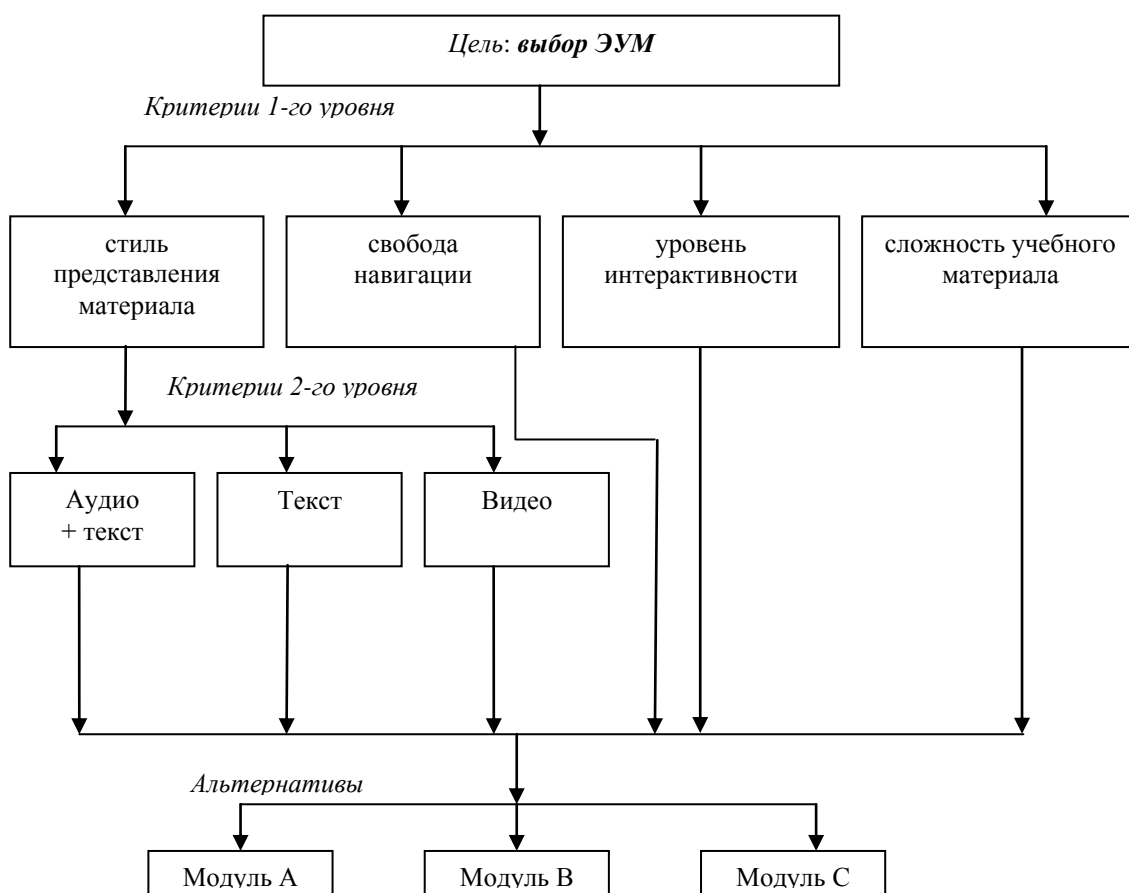 Цель: выбор ЭУМ
Критерии 1-го уровня
стиль
представления
материала
свобода
навигации
уровень
интерактивности
сложность учебного
материала
Критерии 2-го уровня
Аудио
+ текст
Текст
Видео
Альтернативы
Модуль А
Модуль В
Модуль С